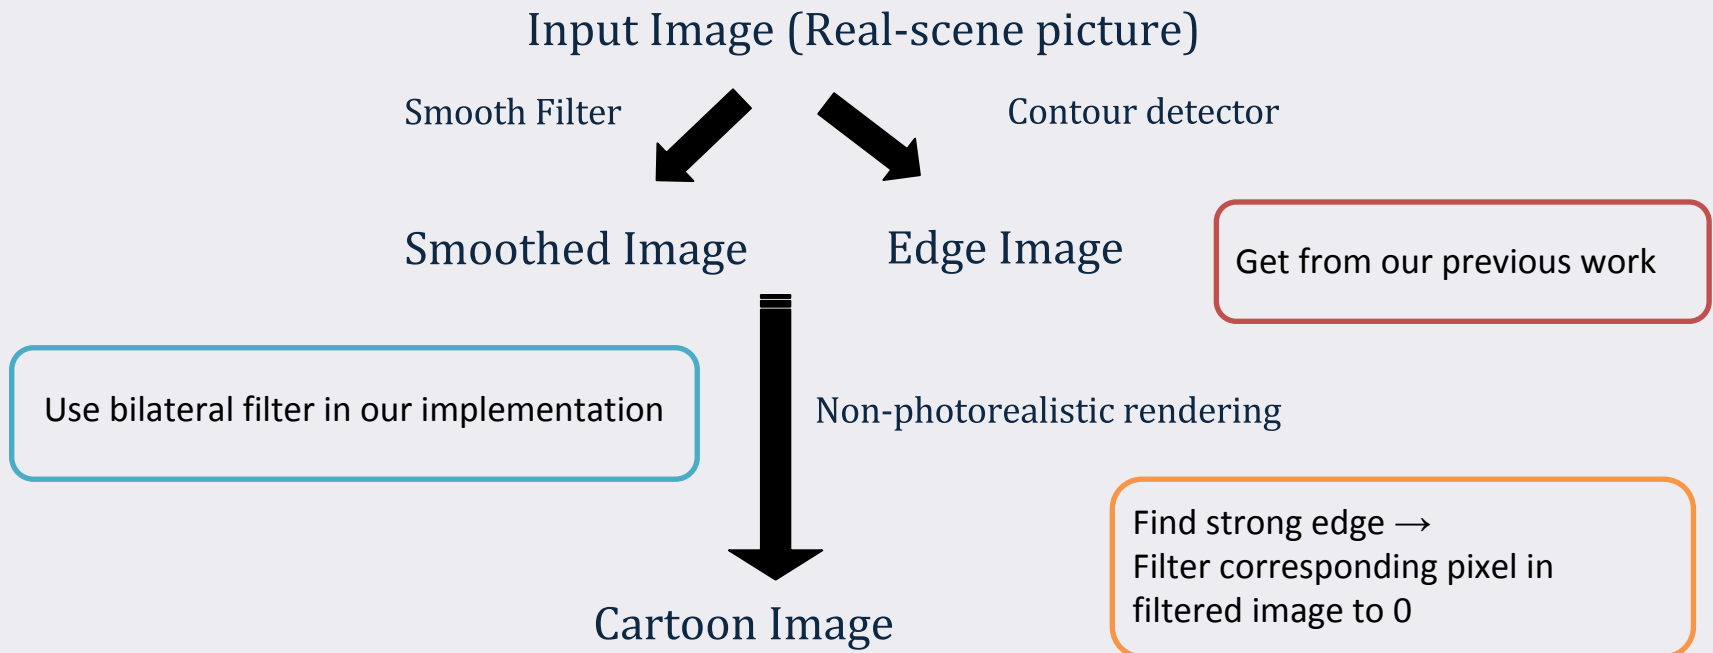 Input Image (Real-scene picture)
Smooth Filter
Contour detector
Smoothed Image
Edge Image
Get from our previous work
Use bilateral filter in our implementation
Non-photorealistic rendering
Find strong edge →
Filter corresponding pixel in
filtered image to 0
Cartoon Image